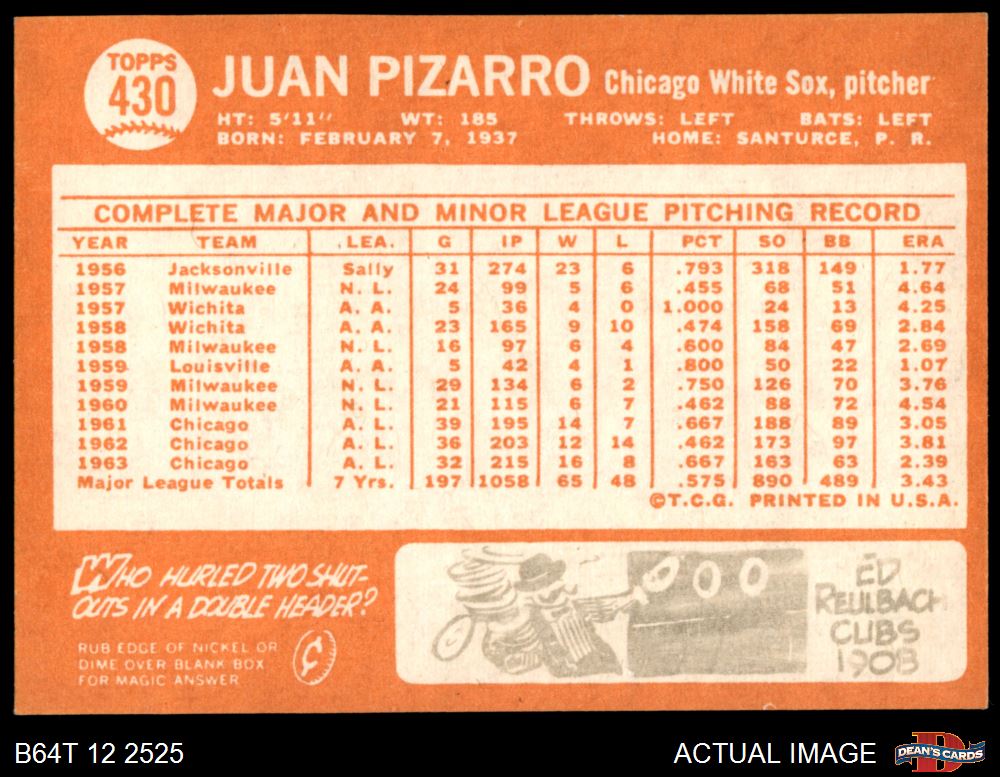 TOPPS
430
JUAN PIZARRO Chicago White Sox, pitcher
HT: 5'11" WT: 185 THROWS: LEFT BATS: LEFT
BORN: FEBRUARY 7, 1937 HOME: SANTURCE, P. R.
COMPLETE MAJOR AND MINOR LEAGUE PITCHING RECORD
YEAR TEAM LEA. G IP W L PCT SO BB ERA
1956 Jacksonville Sally 31 274 23 6 .793 318 149 1.77
1957 Milwaukee N. L. 24 99 5 6 .455 68 51 4.64
1957 Wichita A. A. 5 36 4 0 1.000 24 13 4.25
1958 Wichita A. A. 23 165 9 10 .474 158 69 2.84
1958 Milwaukee N. L. 16 97 6 4 .600 84 47 2.69
1959 Louisville A. A. 5 42 4 1 .800 50 22 1.07
1959 Milwaukee N. L. 29 134 6 2 .750 126 70 3.76
1960 Milwaukee N. L. 21 115 6 7 .462 88 72 4.54
1961 Chicago A. L. 39 195 14 7 .667 188 89 3.05
1962 Chicago A. L. 36 203 12 14 .462 173 97 3.81
1963 Chicago A. L. 32 215 16 8 .667 163 63 2.39
Major League Totals 7 Yrs. 197 1058 65 48 .575 890 489 3.43
©T.C.G. PRINTED IN U.S.A.
WHO HURLED TWO SHUT-
OUTS IN A DOUBLE HEADER?
RUB EDGE OF NICKEL OR
DIME OVER BLANK BOX
FOR MAGIC ANSWER
¢
0 0 0
ED
REULBACH
CUBS
1908
B64T 12 2525
ACTUAL IMAGE
D
DEAN'S CARDS